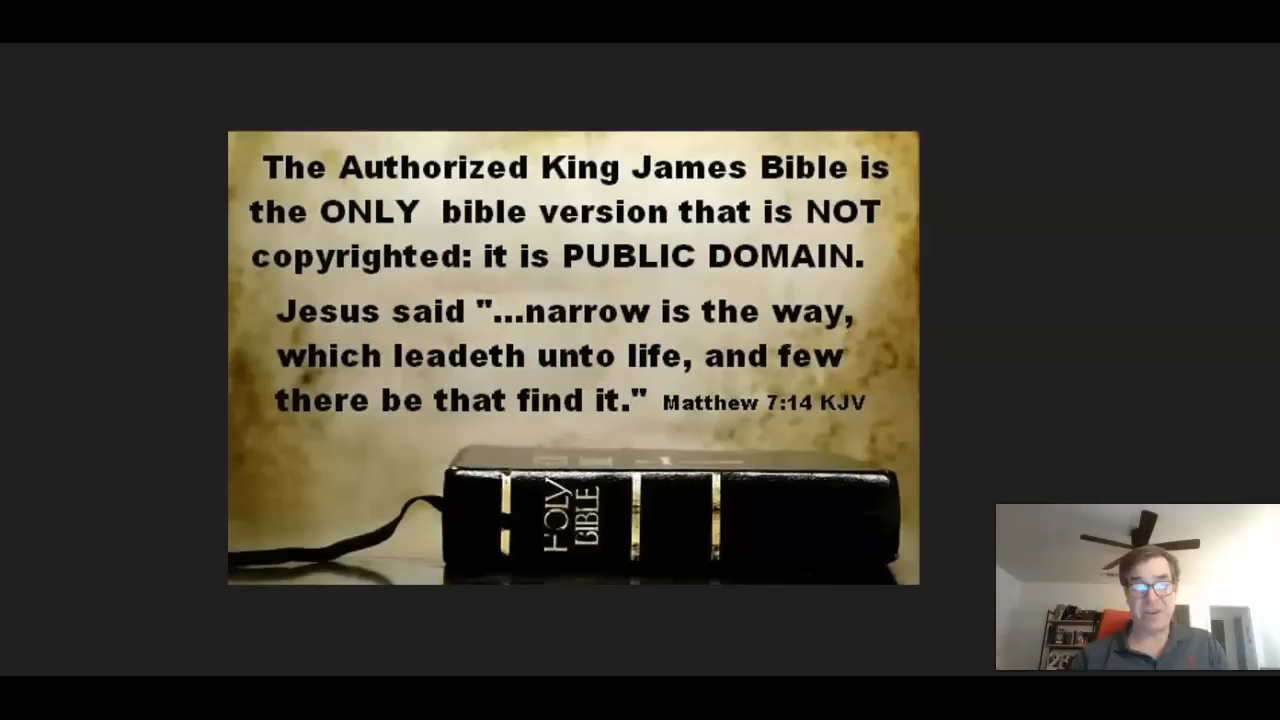 The Authorized King James Bible is
the ONLY bible version that is NOT
copyrighted: it is PUBLIC DOMAIN.
Jesus said "...narrow is the way,
which leadeth unto life, and few
there be that find it." Matthew 7:14 KJV
HOLY
BIBLE